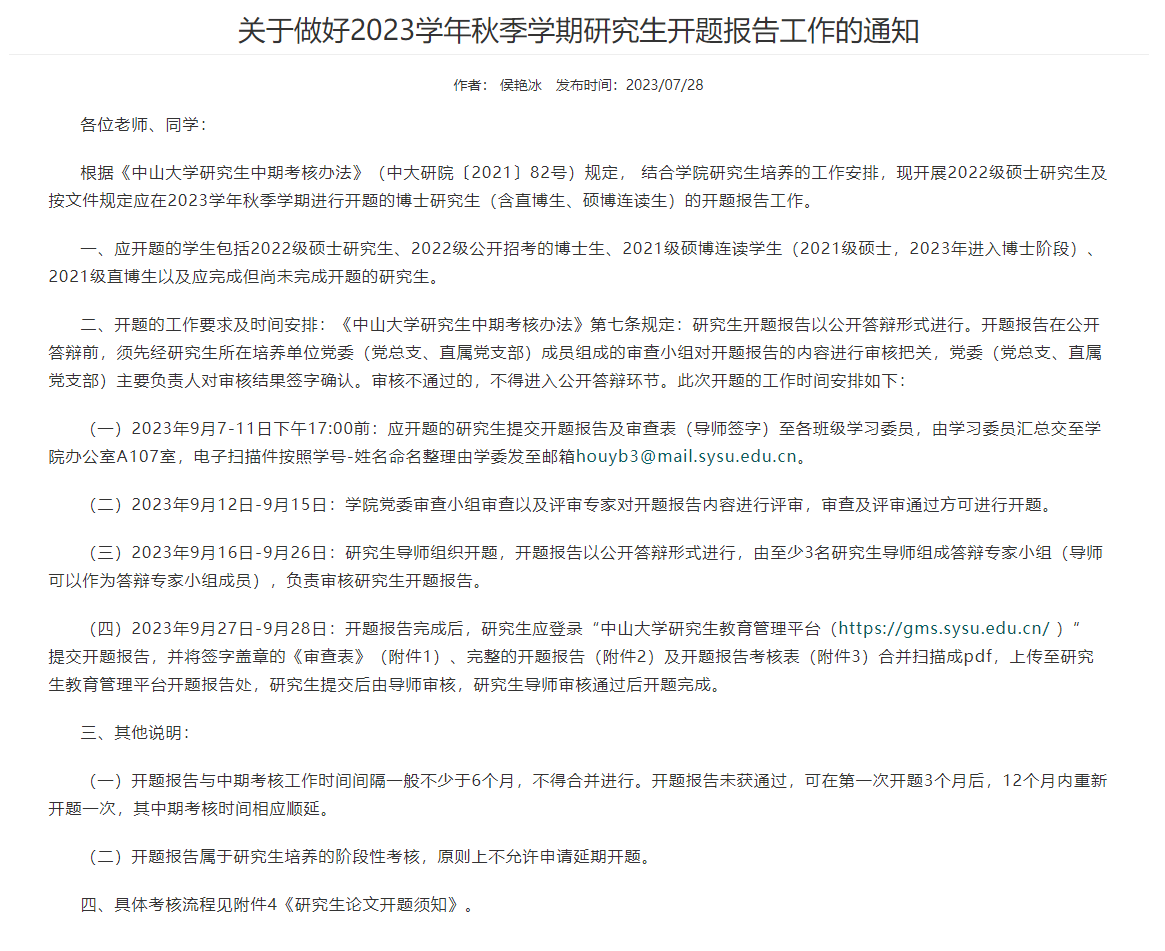 关于做好2023学年秋季学期研究生开题报告工作的通知
作者： 侯艳冰 发布时间：2023/07/28
各位老师、同学：
根据《中山大学研究生中期考核办法》（中大研院〔2021〕82号）规定， 结合学院研究生培养的工作安排，现开展2022级硕士研究生及
按文件规定应在2023学年秋季学期进行开题的博士研究生（含直博生、硕博连读生）的开题报告工作。
一、应开题的学生包括2022级硕士研究生、2022级公开招考的博士生、2021级硕博连读学生（2021级硕士，2023年进入博士阶段）、
2021级直博生以及应完成但尚未完成开题的研究生。
二、开题的工作要求及时间安排：《中山大学研究生中期考核办法》第七条规定：研究生开题报告以公开答辩形式进行。开题报告在公开
答辩前，须先经研究生所在培养单位党委（党总支、直属党支部）成员组成的审查小组对开题报告的内容进行审核把关，党委（党总支、直属
党支部）主要负责人对审核结果签字确认。审核不通过的，不得进入公开答辩环节。此次开题的工作时间安排如下：
（一）2023年9月7-11日下午17:00前：应开题的研究生提交开题报告及审查表（导师签字）至各班级学习委员，由学习委员汇总交至学
院办公室A107室，电子扫描件按照学号-姓名命名整理由学委发至邮箱houyb3@mail.sysu.edu.cn。
（二）2023年9月12日-9月15日：学院党委审查小组审查以及评审专家对开题报告内容进行评审，审查及评审通过方可进行开题。
（三）2023年9月16日-9月26日：研究生导师组织开题，开题报告以公开答辩形式进行，由至少3名研究生导师组成答辩专家小组（导师
可以作为答辩专家小组成员），负责审核研究生开题报告。
（四）2023年9月27日-9月28日：开题报告完成后，研究生应登录“中山大学研究生教育管理平台（https://gms.sysu.edu.cn/ ）“
提交开题报告，并将签字盖章的《审查表》（附件1）、完整的开题报告（附件2）及开题报告考核表（附件3）合并扫描成pdf，上传至研究
生教育管理平台开题报告处，研究生提交后由导师审核，研究生导师审核通过后开题完成。
三、其他说明：
（一）开题报告与中期考核工作时间间隔一般不少于6个月，不得合并进行。开题报告未获通过，可在第一次开题3个月后，12个月内重新
开题一次，其中期考核时间相应顺延。
（二）开题报告属于研究生培养的阶段性考核，原则上不允许申请延期开题。
四、具体考核流程见附件4《研究生论文开题须知》。